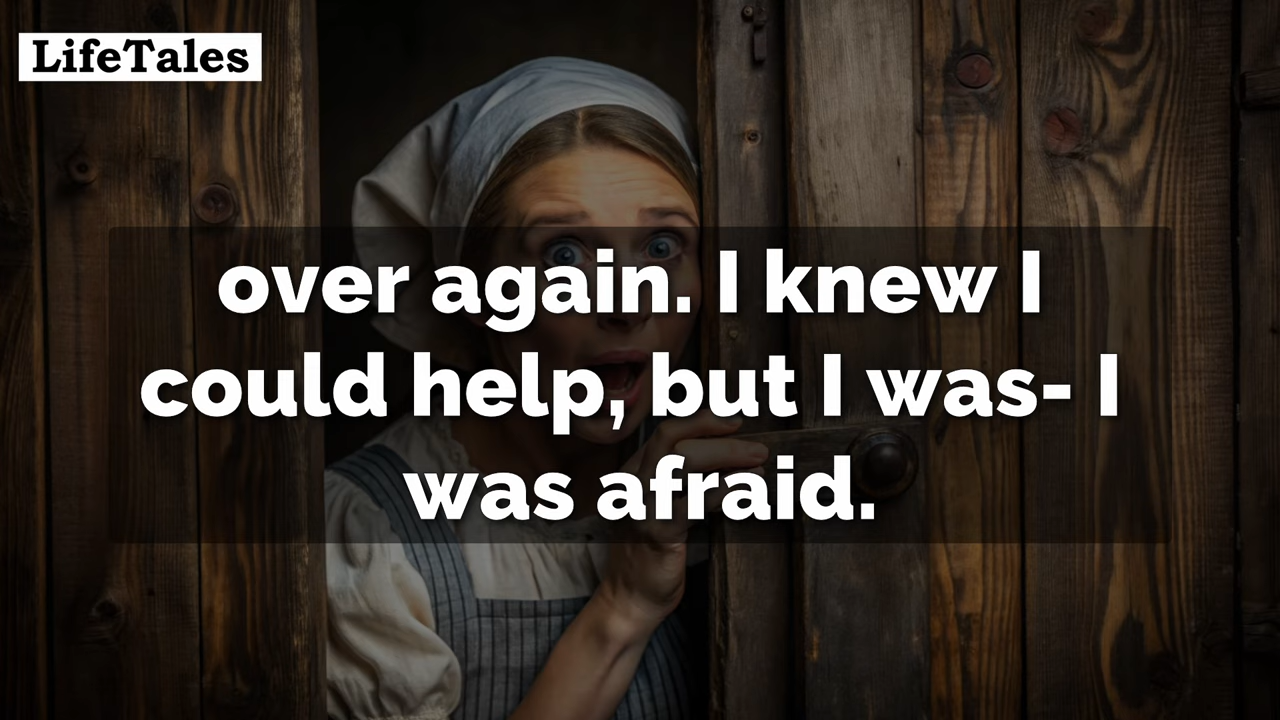 LifeTales
over again. I knew I
could help, but I was- I
was afraid.